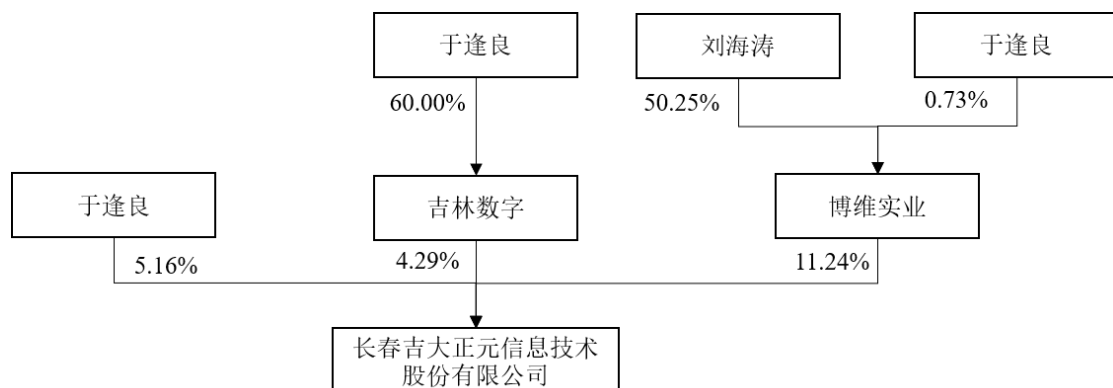 于逢良
刘海涛
于逢良
60.00%
50.25%
0.73%
于逢良
吉林数字
博维实业
5.16%
4.29%
11.24%
长春吉大正元信息技术
股份有限公司